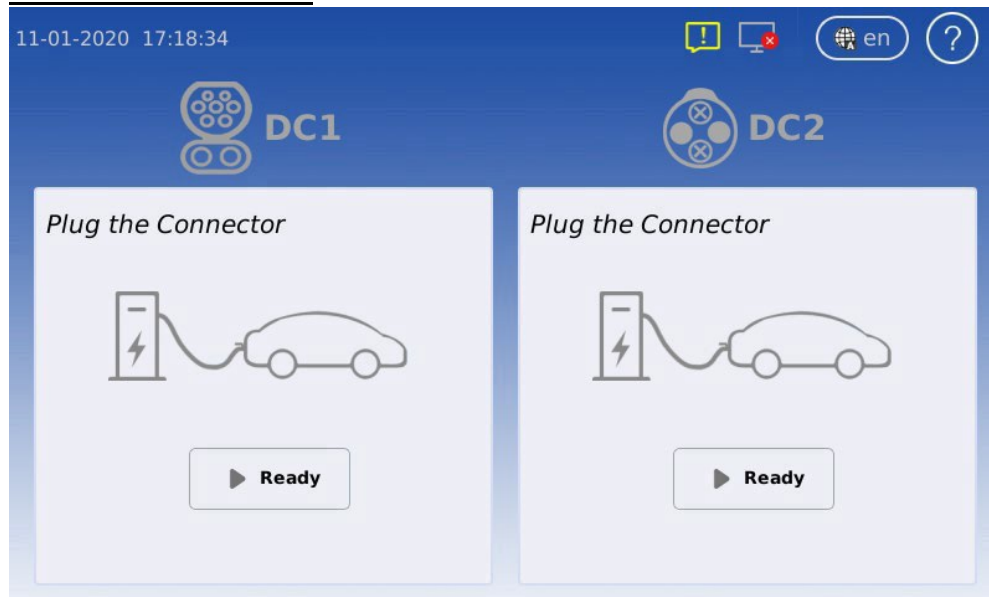 11-01-2020 17:18:34
en
?
DC1
DC2
Plug the Connector
Plug the Connector
Ready
Ready